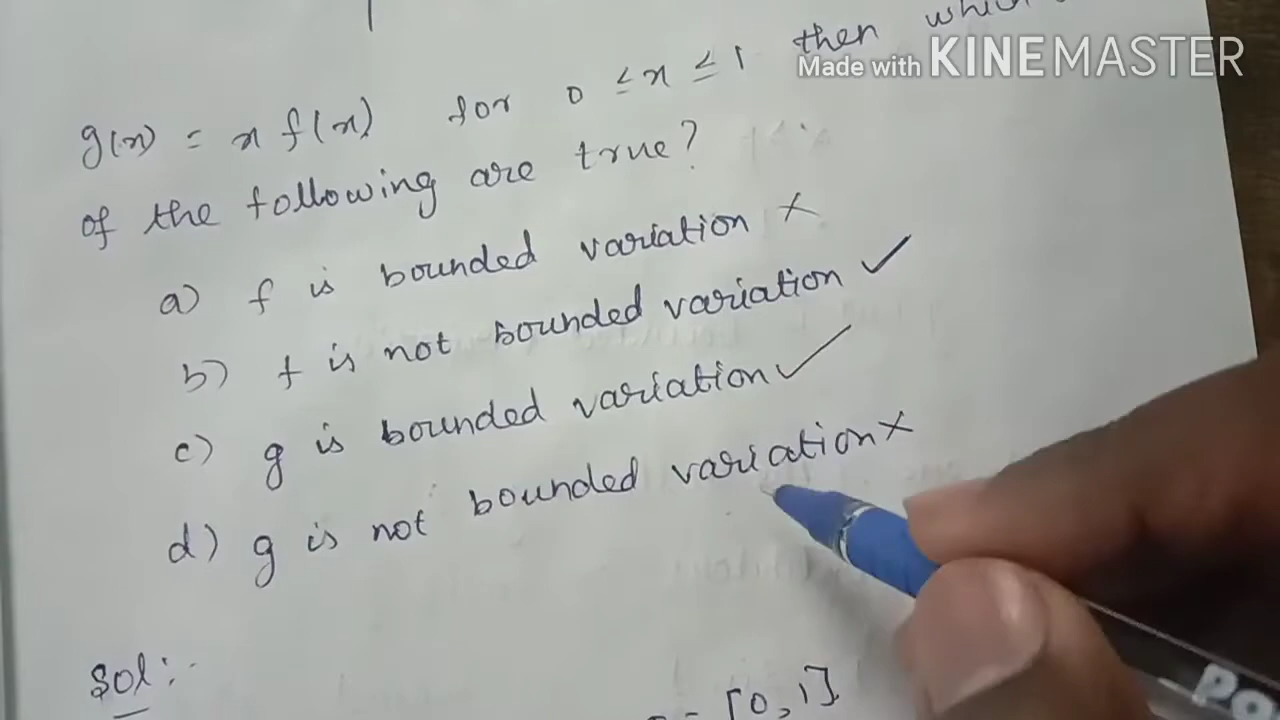 Made with KINEMASTER
g(x) = x f(x) for 0 ≤ x ≤ 1 then which
of the following are true?
a) f is bounded variation ×
b) f is not bounded variation ✓
c) g is bounded variation ✓
d) g is not bounded variation ×
Sol:-
[0,1]